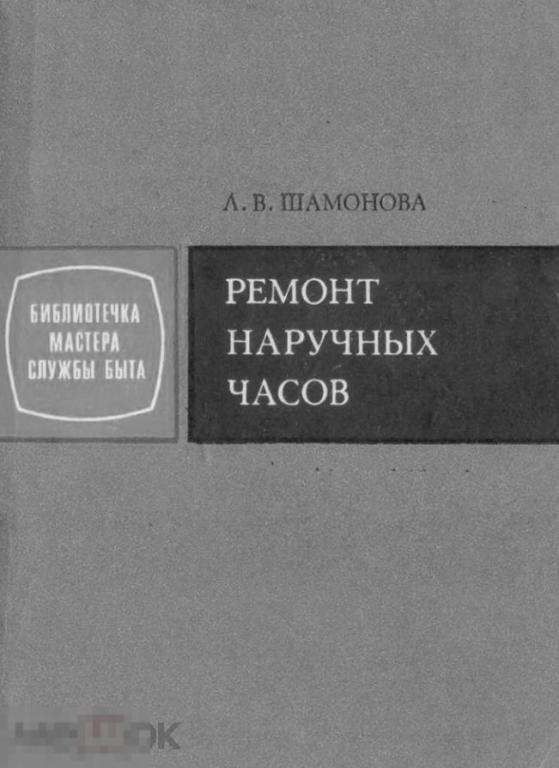 Л. В. ШАМОНОВА
РЕМОНТ
НАРУЧНЫХ
ЧАСОВ
БИБЛИОТЕЧКА
МАСТЕРА
СЛУЖБЫ БЫТА